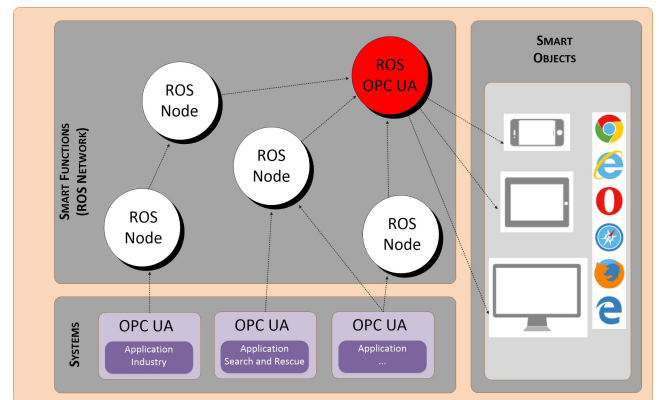 SMART FUNCTIONS
(ROS NETWORK)
ROS
Node
ROS
OPC UA
ROS
Node
ROS
Node
ROS
Node
SMART
OBJECTS
SYSTEMS
OPC UA
Application
Industry
OPC UA
Application
Search and Rescue
OPC UA
Application
...